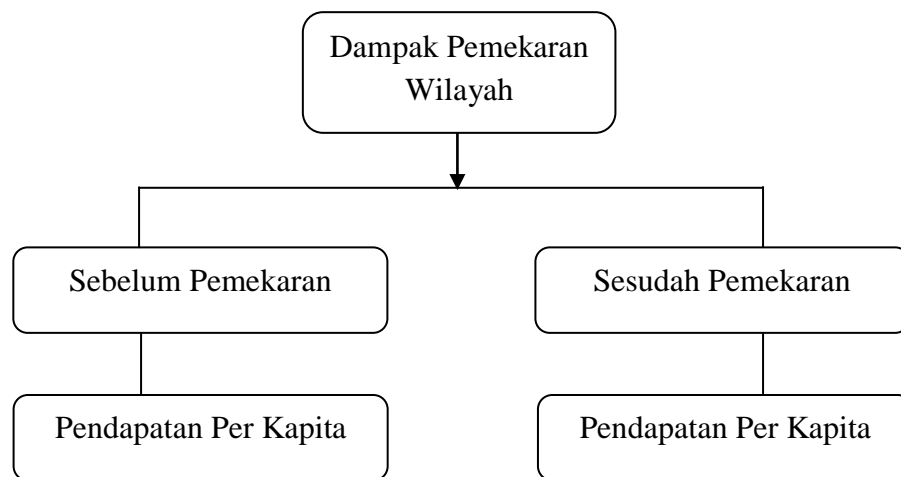 Dampak Pemekaran
Wilayah
Sebelum Pemekaran
Sesudah Pemekaran
Pendapatan Per Kapita
Pendapatan Per Kapita